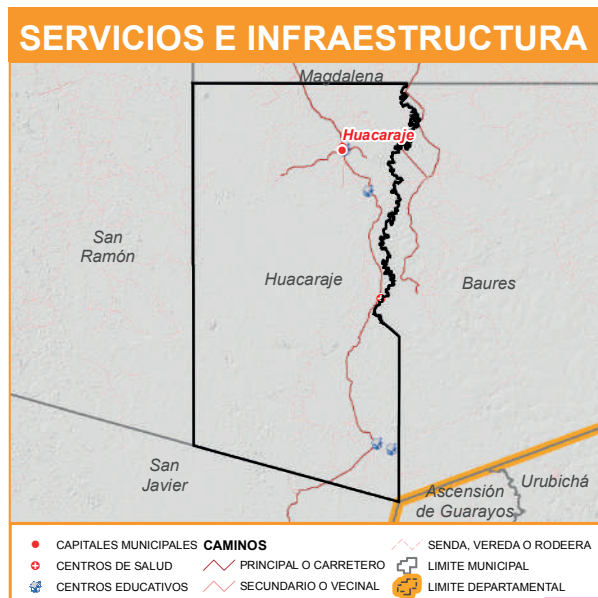 SERVICIOS E INFRAESTRUCTURA
Magdalena
Huacaraje
San
Ramón
Huacaraje
Baures
San
Javier
Ascensión
de Guarayos
Urubichá
CAPITALES MUNICIPALES
CENTROS DE SALUD
CENTROS EDUCATIVOS
CAMINOS
PRINCIPAL O CARRETERO
SECUNDARIO O VECINAL
SENDA, VEREDA O RODEERA
LIMITE MUNICIPAL
LIMITE DEPARTAMENTAL